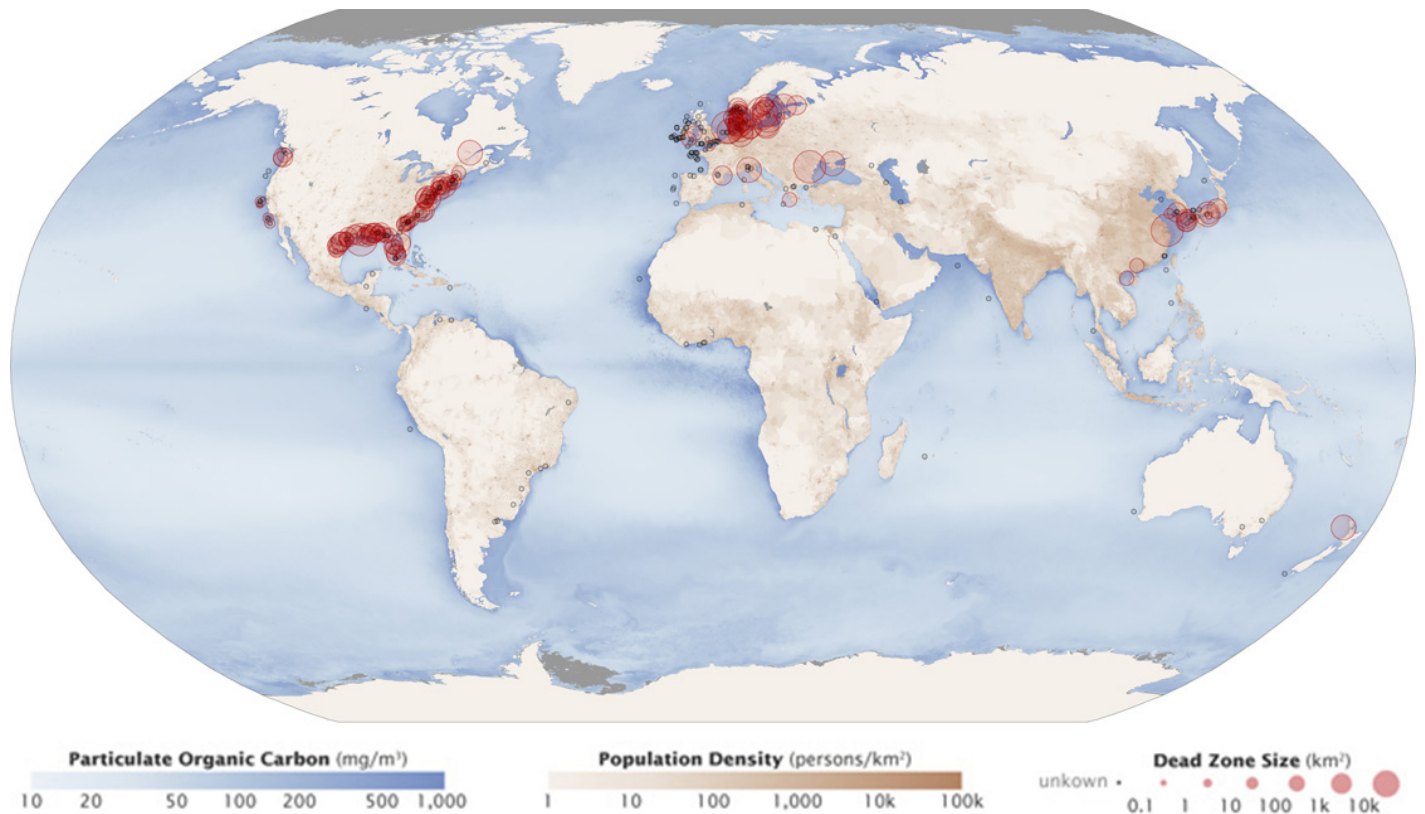 Particulate Organic Carbon (mg/m³)
10 20 50 100 200 500 1,000
Population Density (persons/km²)
1 10 100 1,000 10k 100k
Dead Zone Size (km²)
unkown
0.1 1 10 100 1k 10k